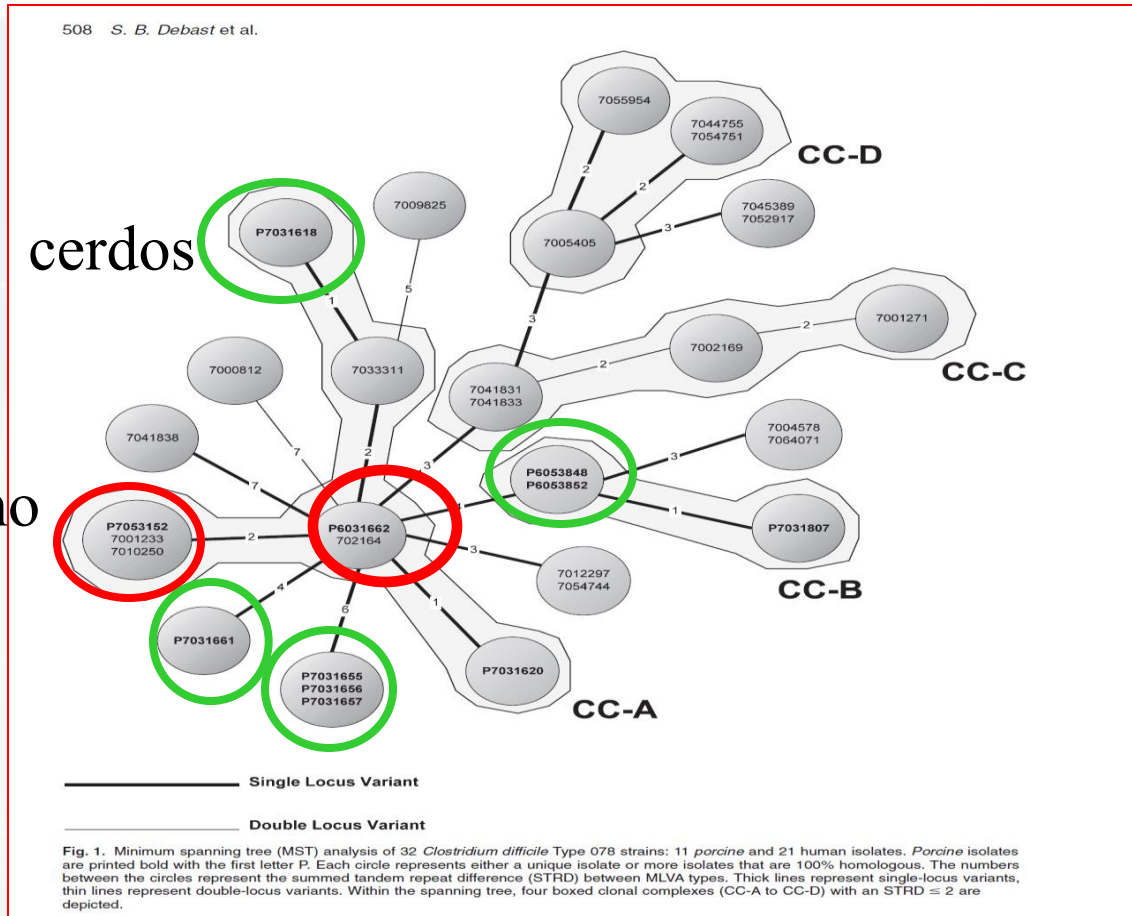 508 S. B. Debast et al.
7055954
7044755
7054751
CC-D
7009825
7045389
7052917
P7031618
cerdos
7005405
2
2
3
1
5
3
7033311
7000812
7002169
7001271
2
2
CC-C
7041831
7041833
7041838
7
2
3
7004578
7064071
P6053848
P6053852
3
7
no
P7053152
7001233
7010250
2
P6031662
702164
1
P7031807
3
7012297
7054744
CC-B
4
6
1
P7031661
P7031655
P7031656
P7031657
P7031620
CC-A
Single Locus Variant
Double Locus Variant
Fig. 1. Minimum spanning tree (MST) analysis of 32 Clostridium difficile Type 078 strains: 11 porcine and 21 human isolates. Porcine isolates
are printed bold with the first letter P. Each circle represents either a unique isolate or more isolates that are 100% homologous. The numbers
between the circles represent the summed tandem repeat difference (STRD) between MLVA types. Thick lines represent single-locus variants,
thin lines represent double-locus variants. Within the spanning tree, four boxed clonal complexes (CC-A to CC-D) with an STRD ≤ 2 are
depicted.